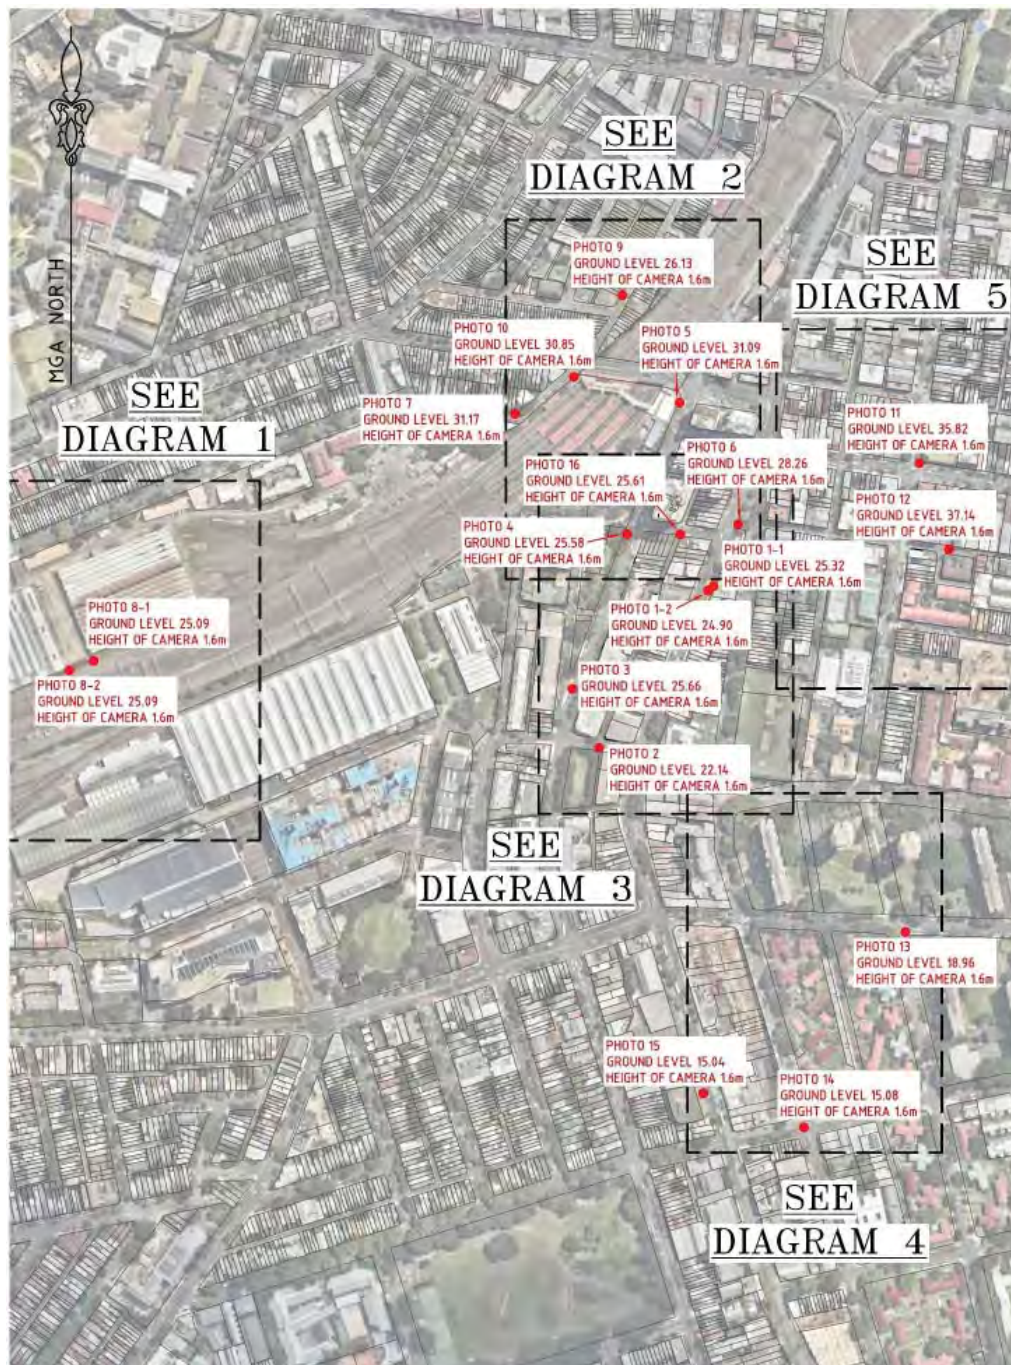 SEE
DIAGRAM 2
MGA NORTH
PHOTO 9
GROUND LEVEL 26.13
HEIGHT OF CAMERA 1.6m
SEE
DIAGRAM 5
PHOTO 10
GROUND LEVEL 30.85
HEIGHT OF CAMERA 1.6m
PHOTO 5
GROUND LEVEL 31.09
HEIGHT OF CAMERA 1.6m
SEE
DIAGRAM 1
PHOTO 7
GROUND LEVEL 31.17
HEIGHT OF CAMERA 1.6m
PHOTO 11
GROUND LEVEL 35.82
HEIGHT OF CAMERA 1.6m
PHOTO 6
GROUND LEVEL 28.26
HEIGHT OF CAMERA 1.6m
PHOTO 16
GROUND LEVEL 25.61
HEIGHT OF CAMERA 1.6m
PHOTO 12
GROUND LEVEL 37.14
HEIGHT OF CAMERA 1.6m
PHOTO 4
GROUND LEVEL 25.58
HEIGHT OF CAMERA 1.6m
PHOTO 1-1
GROUND LEVEL 25.32
HEIGHT OF CAMERA 1.6m
PHOTO 1-2
GROUND LEVEL 24.90
HEIGHT OF CAMERA 1.6m
PHOTO 8-1
GROUND LEVEL 25.09
HEIGHT OF CAMERA 1.6m
PHOTO 8-2
GROUND LEVEL 25.09
HEIGHT OF CAMERA 1.6m
PHOTO 3
GROUND LEVEL 25.66
HEIGHT OF CAMERA 1.6m
PHOTO 2
GROUND LEVEL 22.14
HEIGHT OF CAMERA 1.6m
SEE
DIAGRAM 3
PHOTO 13
GROUND LEVEL 18.96
HEIGHT OF CAMERA 1.6m
PHOTO 15
GROUND LEVEL 15.04
HEIGHT OF CAMERA 1.6m
PHOTO 14
GROUND LEVEL 15.08
HEIGHT OF CAMERA 1.6m
SEE
DIAGRAM 4